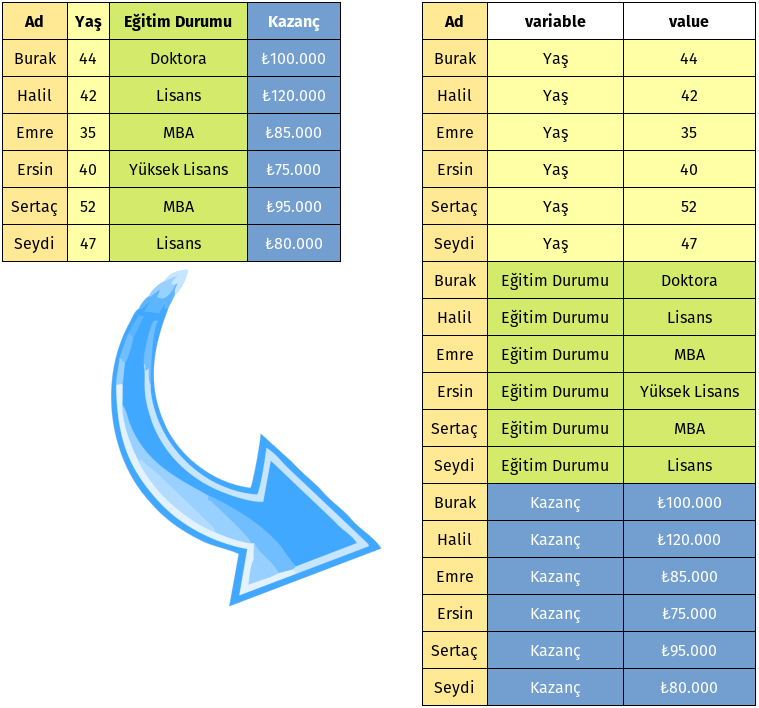 Ad Yaş Eğitim Durumu Kazanç
Burak 44 Doktora ₺100.000
Halil 42 Lisans ₺120.000
Emre 35 MBA ₺85.000
Ersin 40 Yüksek Lisans ₺75.000
Sertaç 52 MBA ₺95.000
Seydi 47 Lisans ₺80.000
Ad variable value
Burak Yaş 44
Halil Yaş 42
Emre Yaş 35
Ersin Yaş 40
Sertaç Yaş 52
Seydi Yaş 47
Burak Eğitim Durumu Doktora
Halil Eğitim Durumu Lisans
Emre Eğitim Durumu MBA
Ersin Eğitim Durumu Yüksek Lisans
Sertaç Eğitim Durumu MBA
Seydi Eğitim Durumu Lisans
Burak Kazanç ₺100.000
Halil Kazanç ₺120.000
Emre Kazanç ₺85.000
Ersin Kazanç ₺75.000
Sertaç Kazanç ₺95.000
Seydi Kazanç ₺80.000